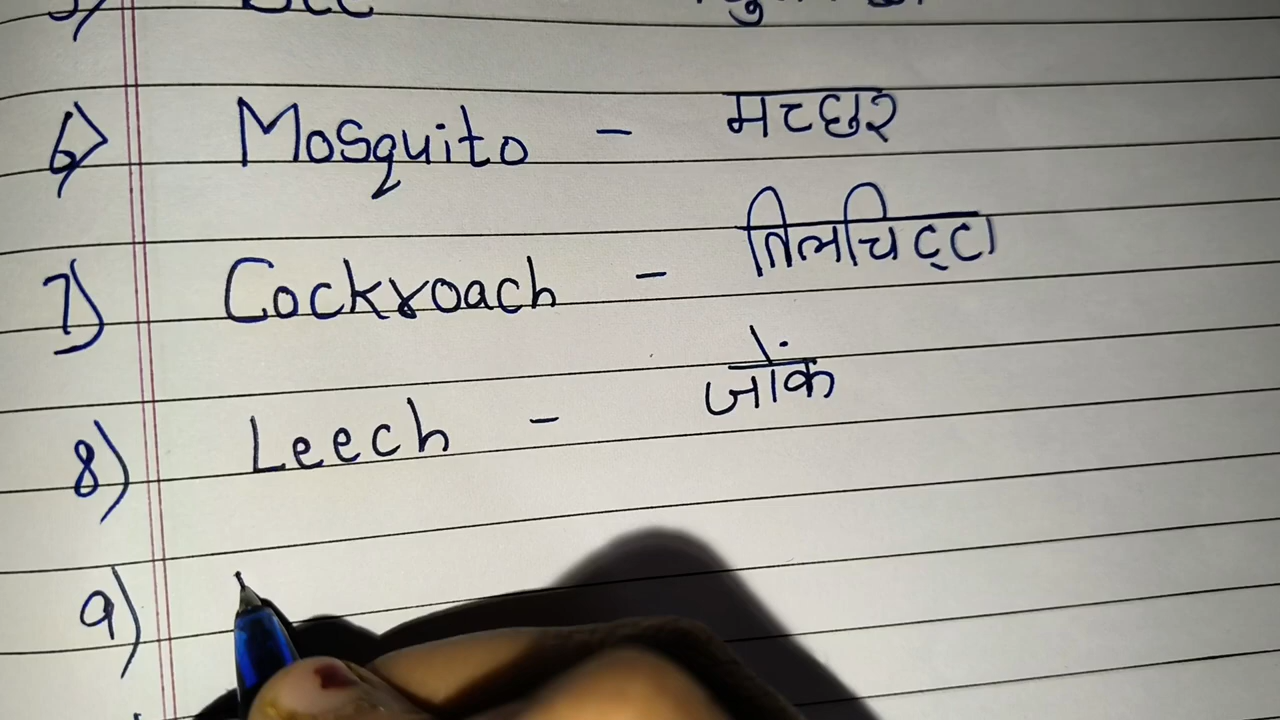 6) Mosquito - मच्छर
7) Cockroach - तिलचिट्टा
8) Leech - जोंक
9)